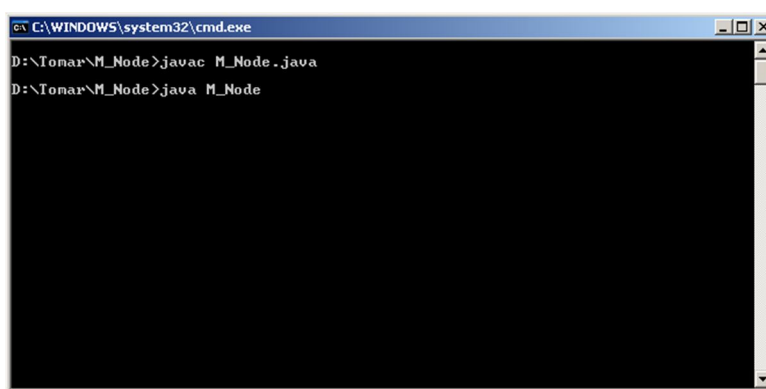 C:\WINDOWS\system32\cmd.exe
D:\Tomar\M_Node>javac M_Node.java
D:\Tomar\M_Node>java M_Node